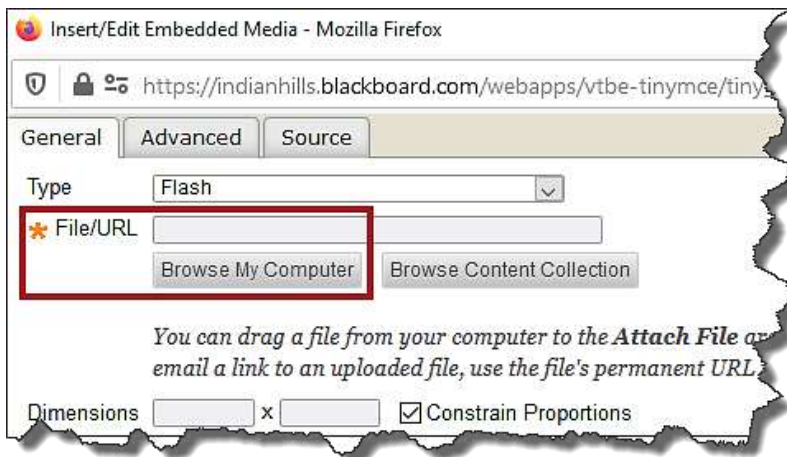 Insert/Edit Embedded Media - Mozilla Firefox
https://indianhills.blackboard.com/webapps/vtbe-tinymce/tiny
General Advanced Source
Type Flash
File/URL
Browse My Computer Browse Content Collection
You can drag a file from your computer to the Attach File
email a link to an uploaded file, use the file's permanent URL
Dimensions x Constrain Proportions